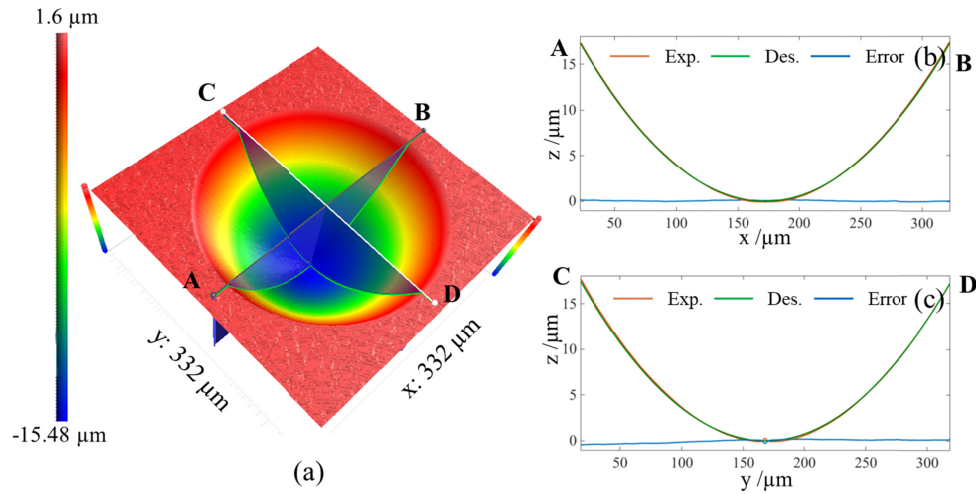 1.6 µm
-15.48 µm
C
B
A
D
y: 332 µm
x: 332 µm
(a)
A
B
Exp.
Des.
Error
(b)
15
10
5
0
z /µm
50
100
150
200
250
300
x /µm
C
D
Exp.
Des.
Error
(c)
15
10
5
0
z /µm
50
100
150
200
250
300
y /µm